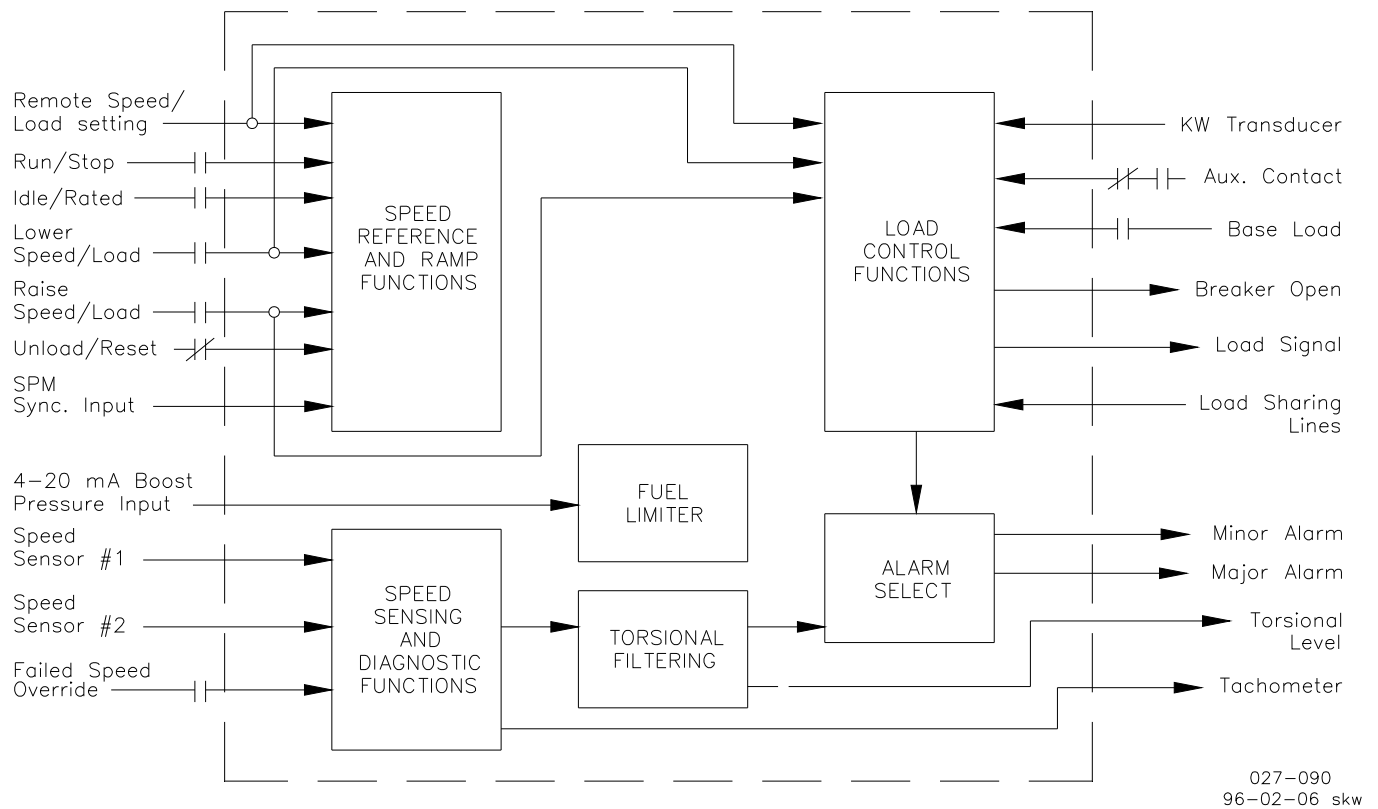 Remote Speed/
Load setting
Run/Stop
Idle/Rated
Lower
Speed/Load
Raise
Speed/Load
Unload/Reset
SPM
Sync. Input
4-20 mA Boost
Pressure Input
Speed
Sensor #1
Speed
Sensor #2
Failed Speed
Override
SPEED
REFERENCE
AND RAMP
FUNCTIONS
SPEED
SENSING
AND
DIAGNOSTIC
FUNCTIONS
FUEL
LIMITER
TORSIONAL
FILTERING
LOAD
CONTROL
FUNCTIONS
ALARM
SELECT
KW Transducer
Aux. Contact
Base Load
Breaker Open
Load Signal
Load Sharing
Lines
Minor Alarm
Major Alarm
Torsional
Level
Tachometer
027-090
96-02-06 skw